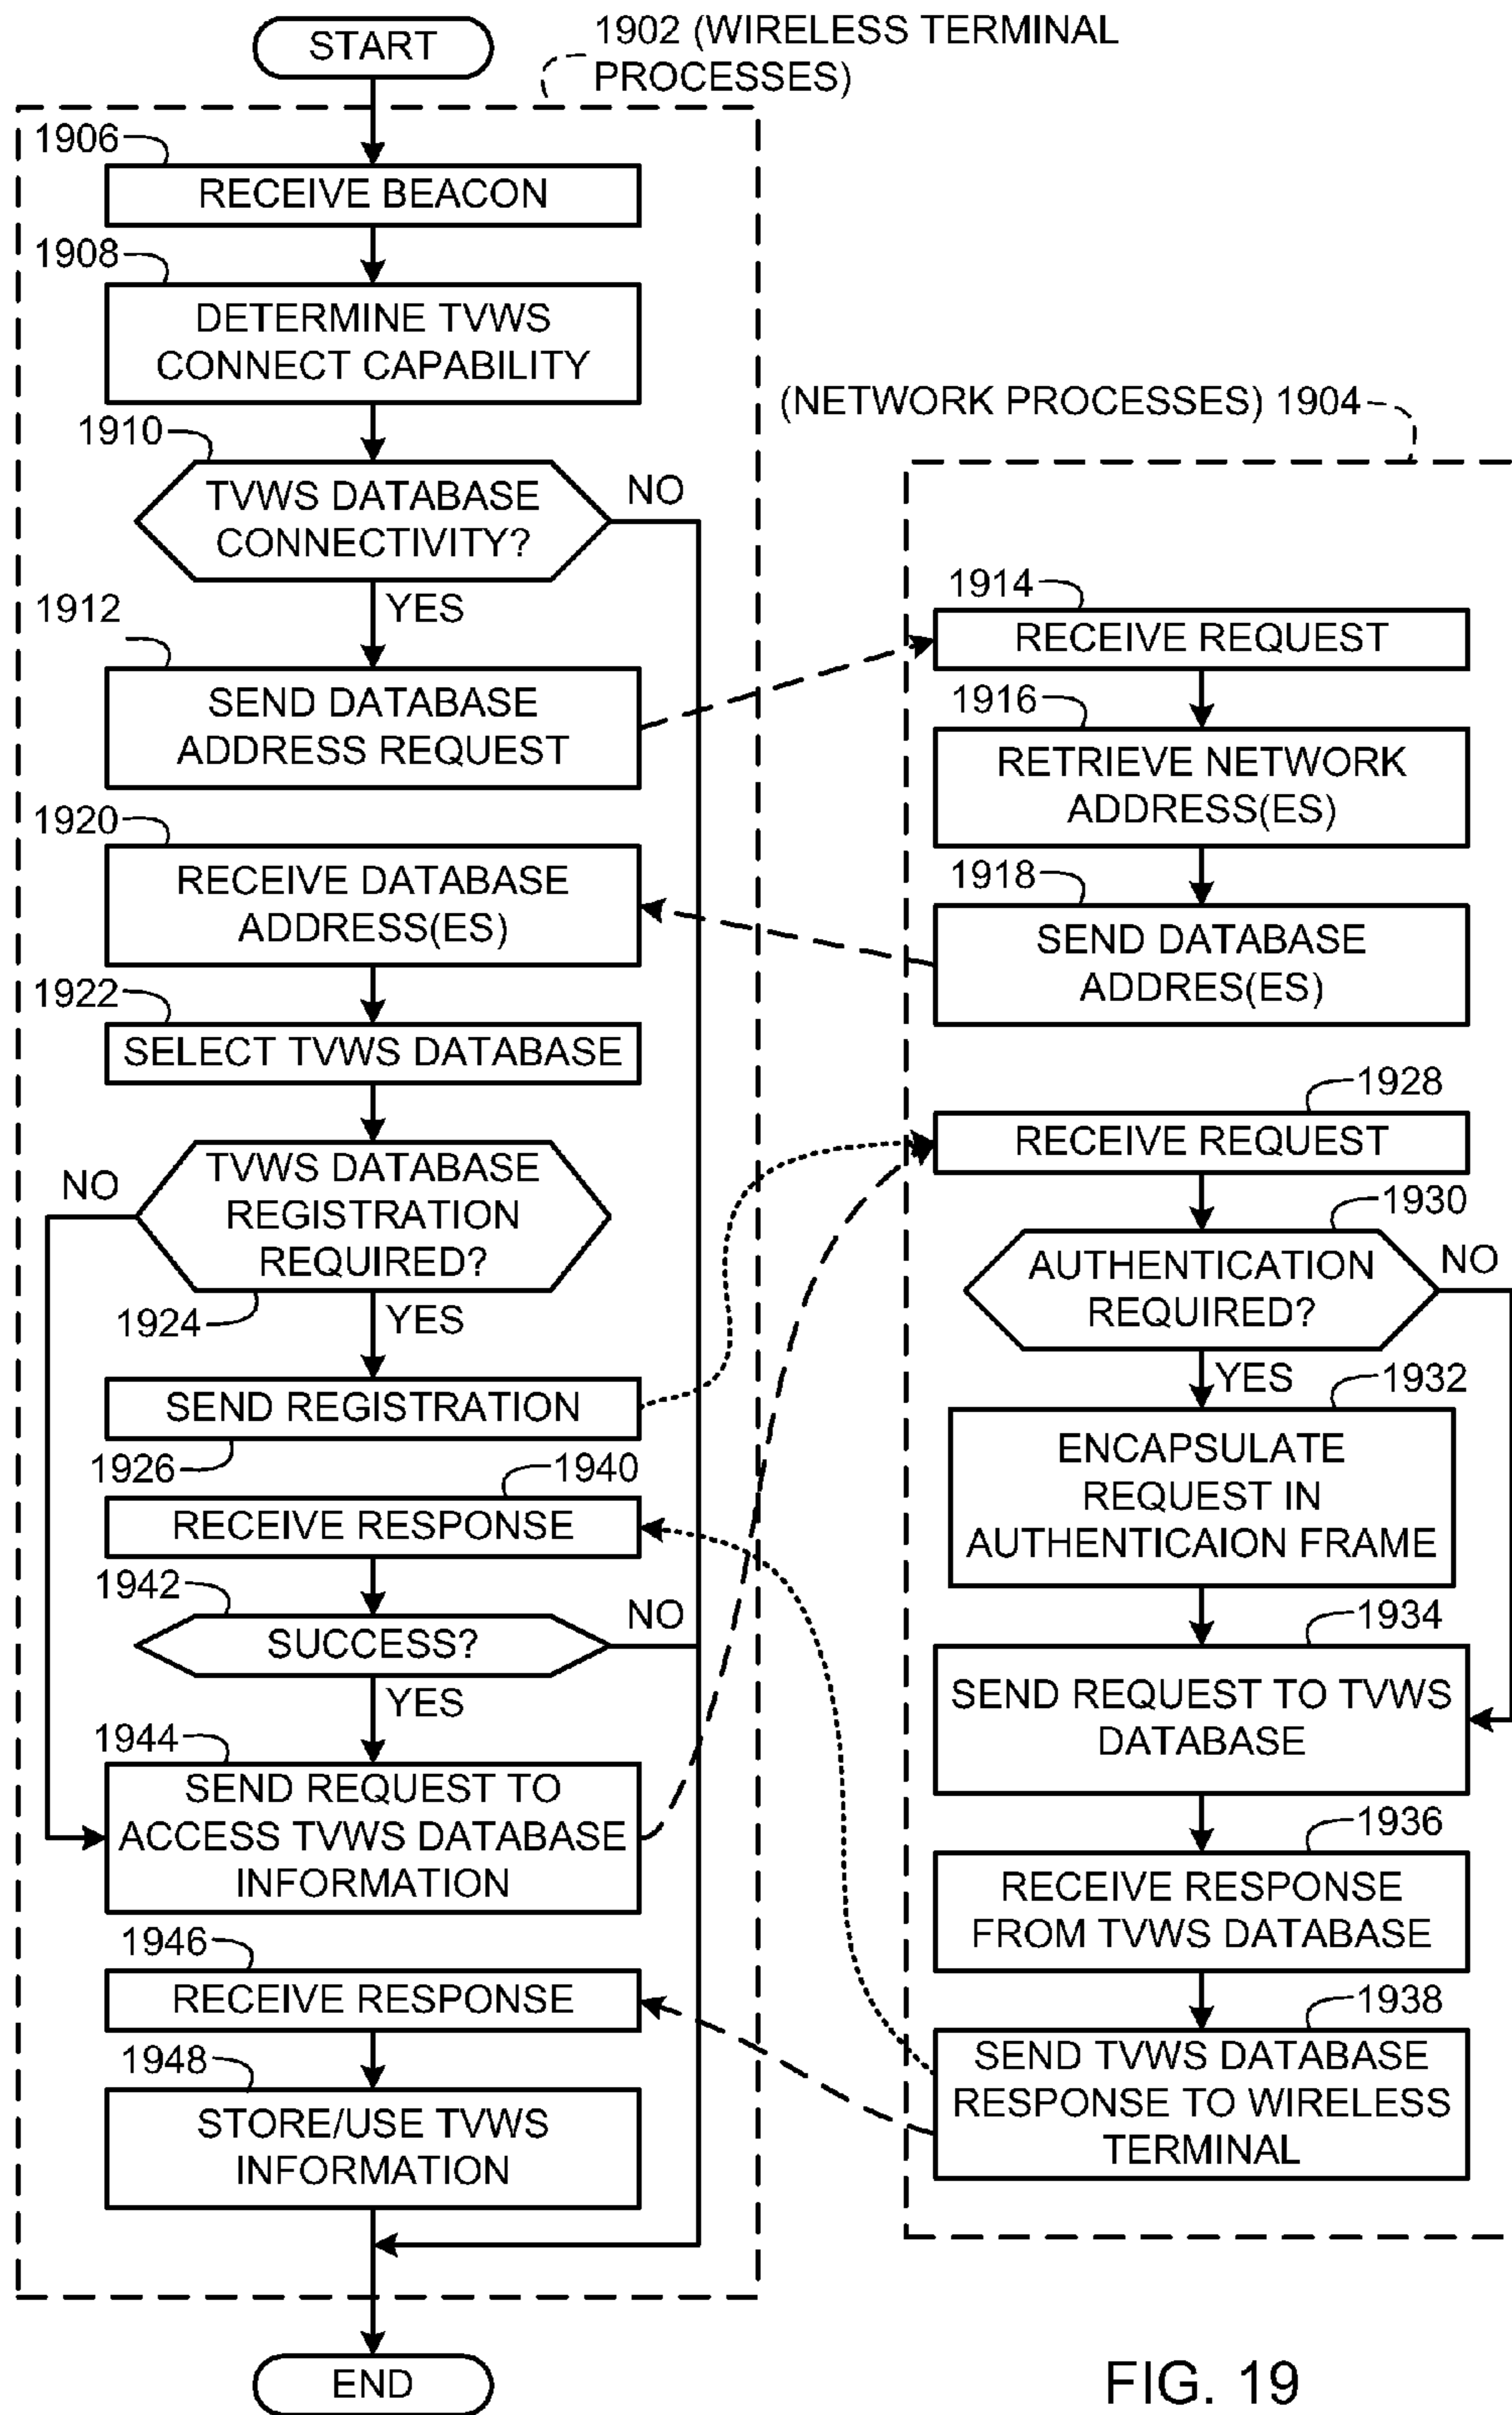 START
1902 (WIRELESS TERMINAL
PROCESSES)
1906
RECEIVE BEACON
1908
DETERMINE TVWS
CONNECT CAPABILITY
1910
TVWS DATABASE
CONNECTIVITY?
NO
YES
1912
SEND DATABASE
ADDRESS REQUEST
1920
RECEIVE DATABASE
ADDRESS(ES)
1922
SELECT TVWS DATABASE
TVWS DATABASE
REGISTRATION
REQUIRED?
NO
1924
YES
SEND REGISTRATION
1926
1940
RECEIVE RESPONSE
1942
SUCCESS?
NO
YES
1944
SEND REQUEST TO
ACCESS TVWS DATABASE
INFORMATION
1946
RECEIVE RESPONSE
1948
STORE/USE TVWS
INFORMATION
END
(NETWORK PROCESSES) 1904
1914
RECEIVE REQUEST
1916
RETRIEVE NETWORK
ADDRESS(ES)
1918
SEND DATABASE
ADDRES(ES)
1928
RECEIVE REQUEST
1930
AUTHENTICATION
REQUIRED?
NO
YES
1932
ENCAPSULATE
REQUEST IN
AUTHENTICAION FRAME
1934
SEND REQUEST TO TVWS
DATABASE
1936
RECEIVE RESPONSE
FROM TVWS DATABASE
1938
SEND TVWS DATABASE
RESPONSE TO WIRELESS
TERMINAL
FIG. 19